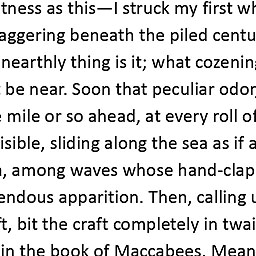 tness as this—I struck my first wh
aggering beneath the piled centu
nearthly thing is it; what cozening
be near. Soon that peculiar odor
mile or so ahead, at every roll of
isible, sliding along the sea as if a
, among waves whose hand-clap
endous apparition. Then, calling u
ft, bit the craft completely in twai
in the book of Maccabees. Mean